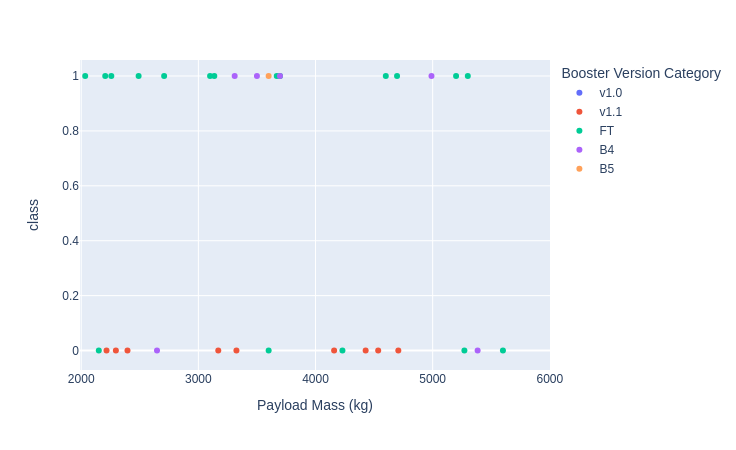 Booster Version Category
v1.0
v1.1
FT
B4
B5
class
1
0.8
0.6
0.4
0.2
0
2000 3000 4000 5000 6000
Payload Mass (kg)